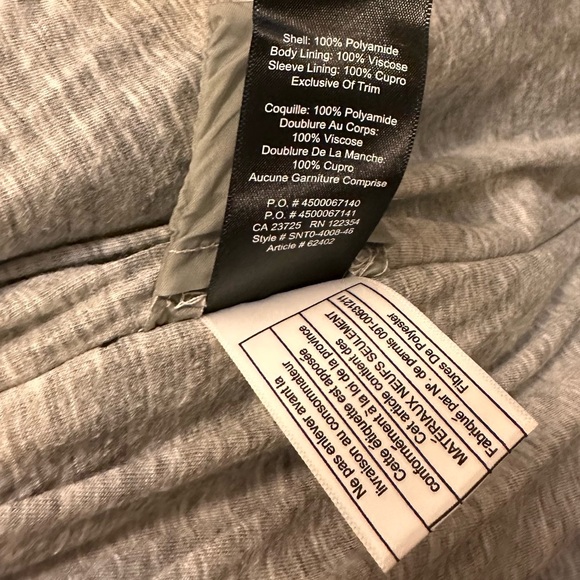 Shell: 100% Polyamide
Body Lining: 100% Viscose
Sleeve Lining: 100% Cupro
Exclusive Of Trim
Coquille: 100% Polyamide
Doublure Au Corps:
100% Viscose
Doublure De La Manche:
100% Cupro
Aucune Garniture Comprise
P.O. # 4500067140
P.O. # 4500067141
CA 23725 RN 122354
Style # SNT0-4008-46
Article # 62402
Ne pas enlever avant la
livraison au consommateur
Cette étiquette est apposée
conformément à la loi de la province
Cet article contient des
MATERIAUX NEUFS SEULEMENT
Fabriqué par N°. de permis 09T-00631211
Fibres De Polyester